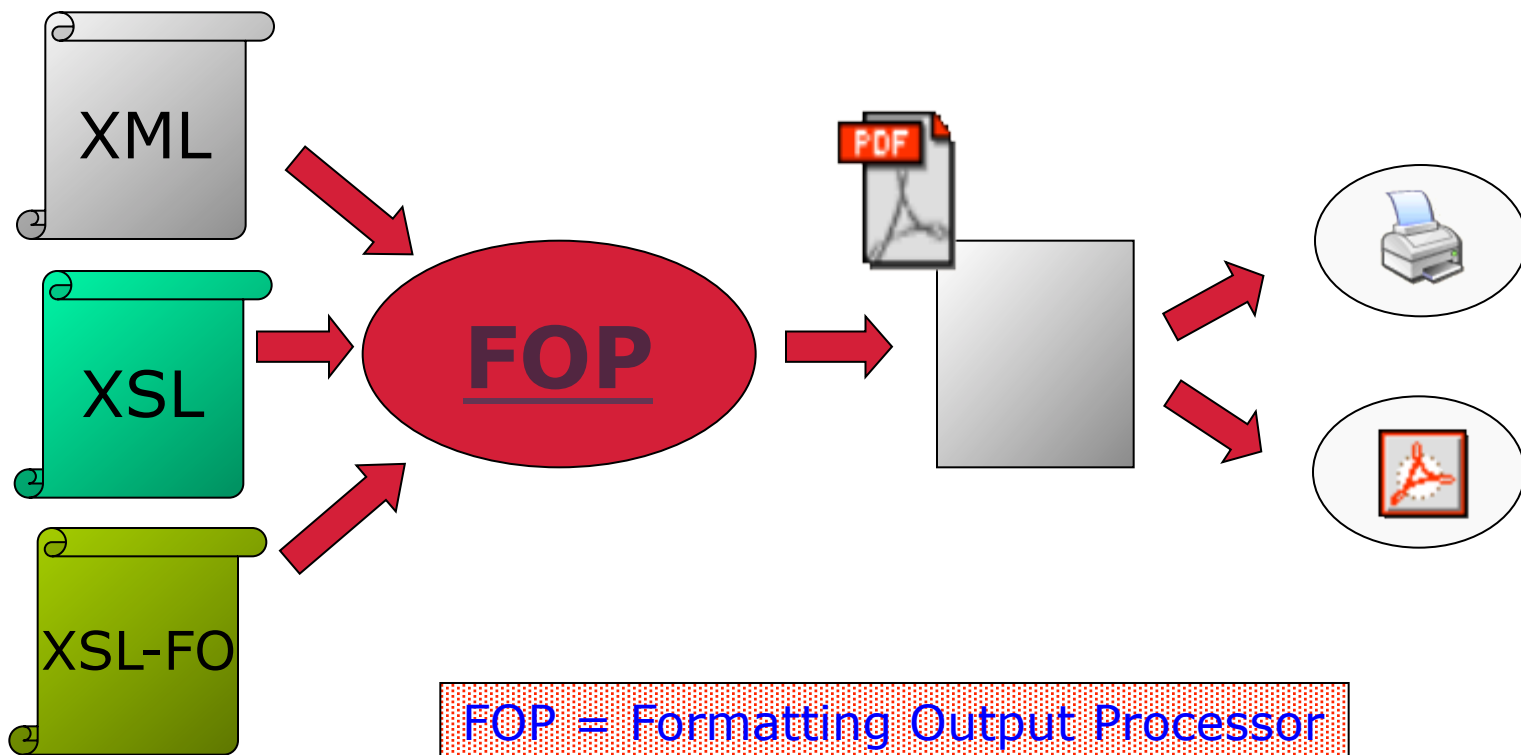 XML
PDF
XSL
FOP
XSL-FO
FOP = Formatting Output Processor